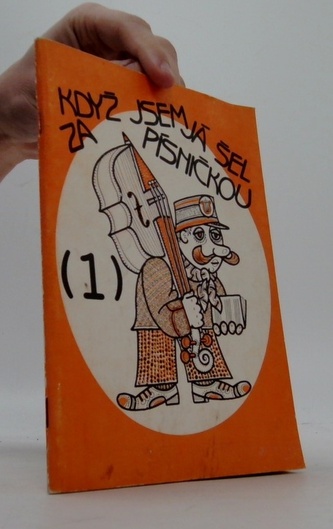 KDYŽ JSEM JÁ ŠEL
ZA PÍSNIČKOU
(1)